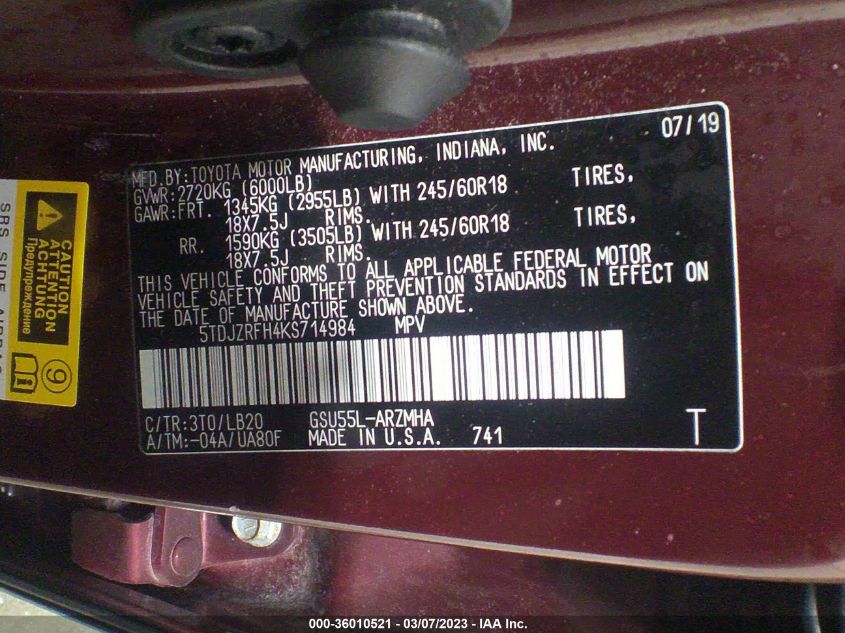 07/19
MFD.BY:TOYOTA MOTOR MANUFACTURING, INDIANA, INC.
GVWR:2720KG (6000LB)
GAWR:FRT. 1345KG (2955LB) WITH 245/60R18 TIRES,
18X7.5J RIMS.
RR. 1590KG (3505LB) WITH 245/60R18 TIRES,
18X7.5J RIMS.
THIS VEHICLE CONFORMS TO ALL APPLICABLE FEDERAL MOTOR
VEHICLE SAFETY AND THEFT PREVENTION STANDARDS IN EFFECT ON
THE DATE OF MANUFACTURE SHOWN ABOVE.
5TDJZRFH4KS714984 MPV
C/TR:3T0/LB20 GSU55L-ARZMHA
A/TM:-04A/UA80F MADE IN U.S.A. 741 T
CAUTION
ATTENTION
ACHTUNG
Предупреждение
9
SRS SIDE AIRBAG
000-36010521 - 03/07/2023 - IAA Inc.